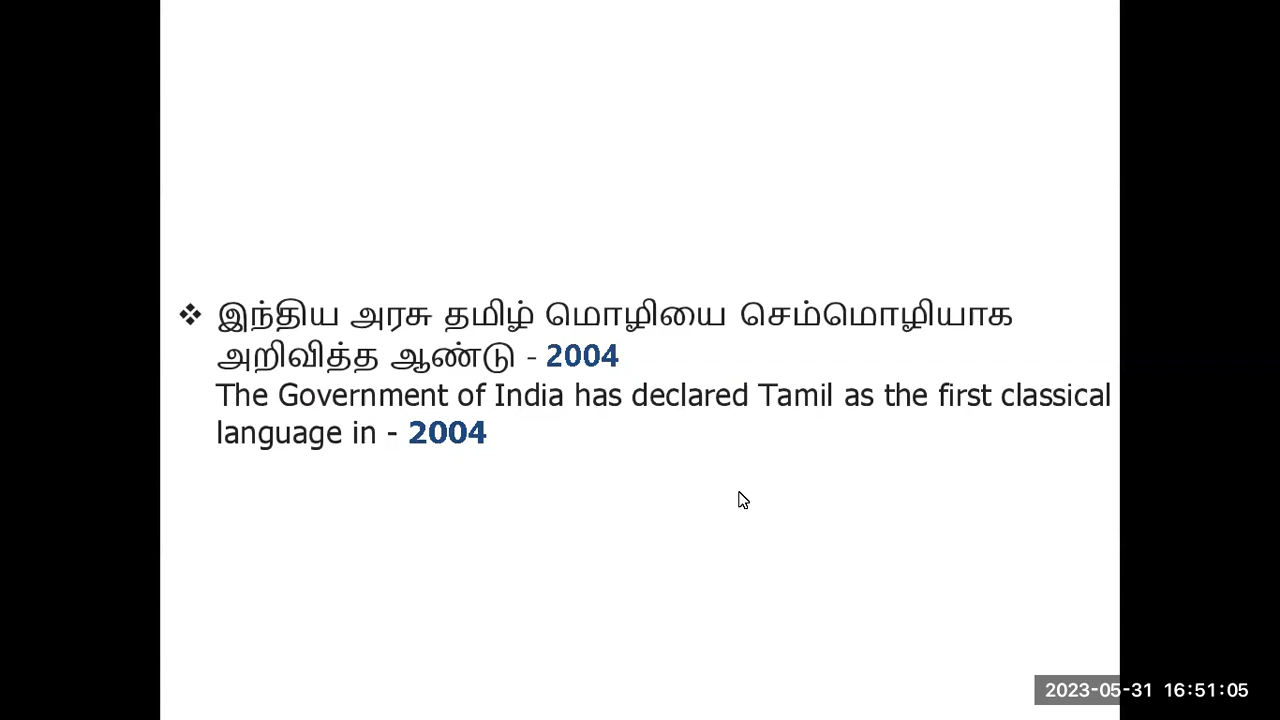 ❖ இந்திய அரசு தமிழ் மொழியை செம்மொழியாக
அறிவித்த ஆண்டு - 2004
The Government of India has declared Tamil as the first classical
language in - 2004
2023-05-31 16:51:05